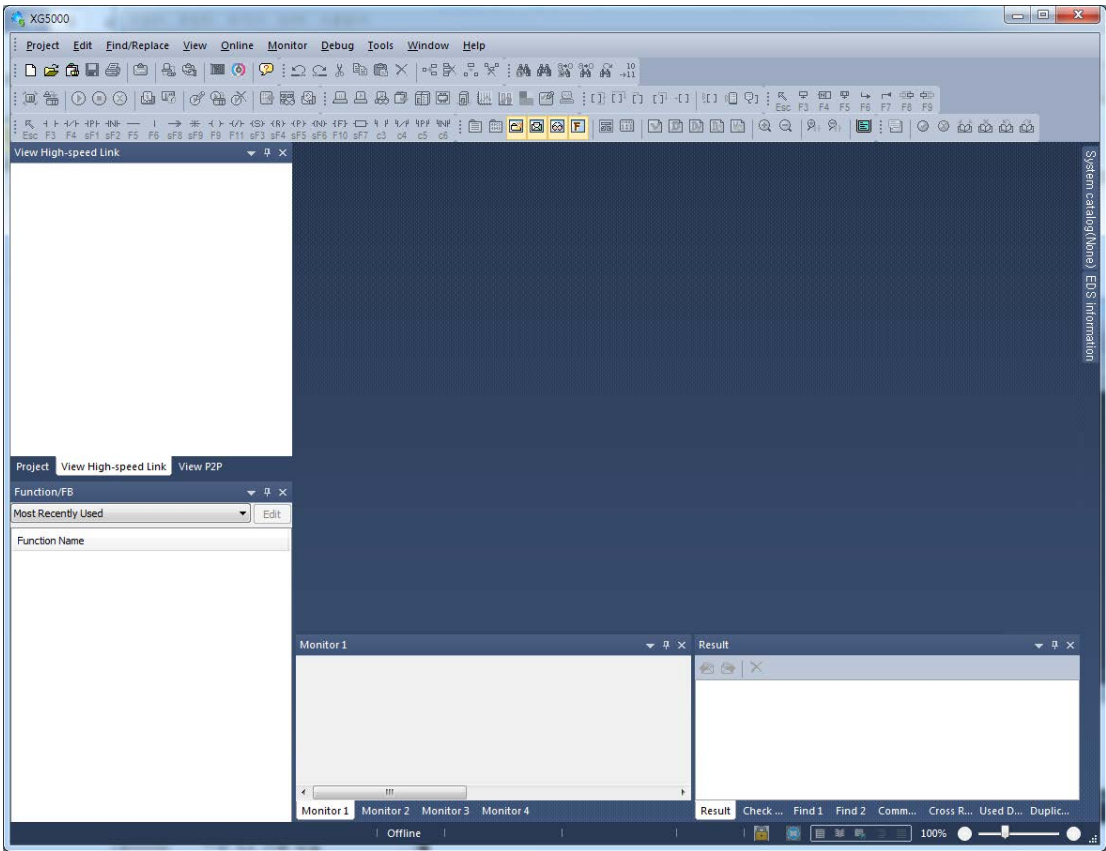 XG5000
Project Edit Find/Replace View Online Monitor Debug Tools Window Help
Esc F3 F4 F5 F6 F7 F8 F9
Esc F3 F4 sF1 sF2 F5 F6 sF8 sF9 F9 F11 sF3 sF4 sF5 sF6 F10 sF7 c3 c4 c5 c6
View High-speed Link
System catalog(None) EDS information
Project View High-speed Link View P2P
Function/FB
Most Recently Used Edit
Function Name
Monitor 1
Result
Monitor 1 Monitor 2 Monitor 3 Monitor 4
Result Check ... Find 1 Find 2 Comm... Cross R... Used D... Duplic...
Offline 100%